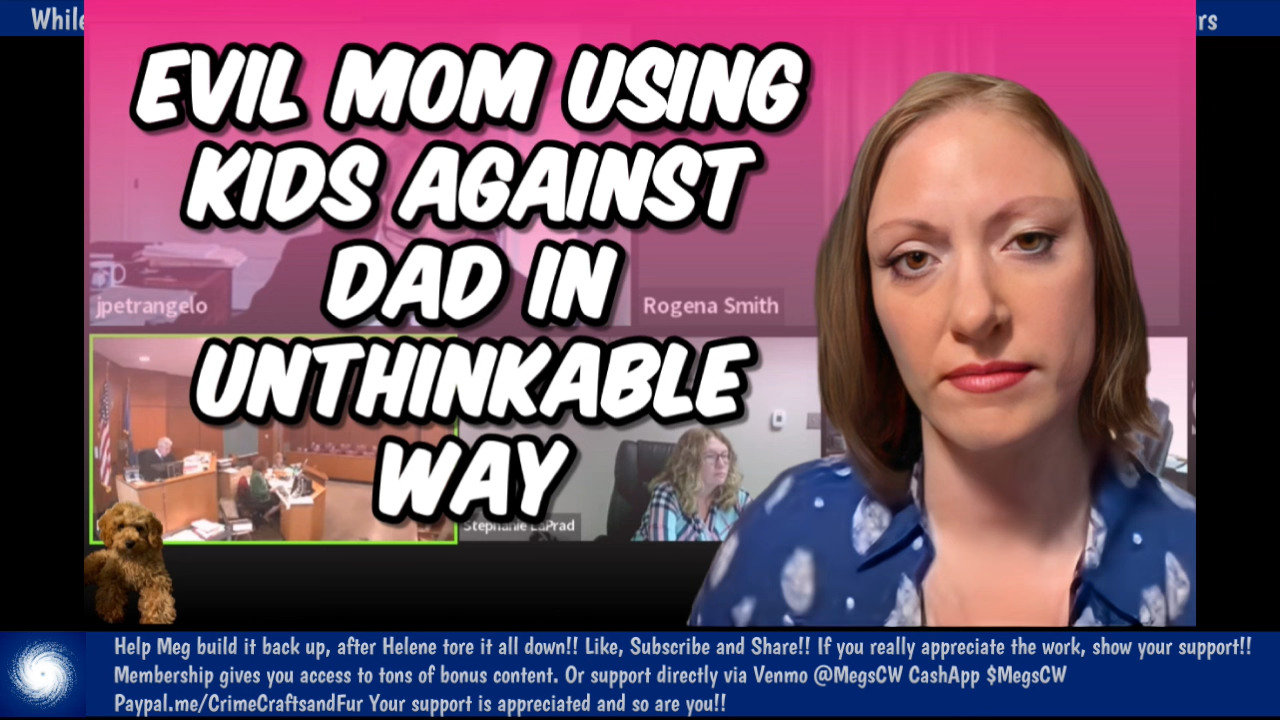 While
rs
EVIL MOM USING
KIDS AGAINST
DAD IN
UNTHINKABLE
WAY
jpetrangelo
Rogena Smith
Stephanie LaPrad
Help Meg build it back up, after Helene tore it all down!! Like, Subscribe and Share!! If you really appreciate the work, show your support!!
Membership gives you access to tons of bonus content. Or support directly via Venmo @MegsCW CashApp $MegsCW
Paypal.me/CrimeCraftsandFur Your support is appreciated and so are you!!